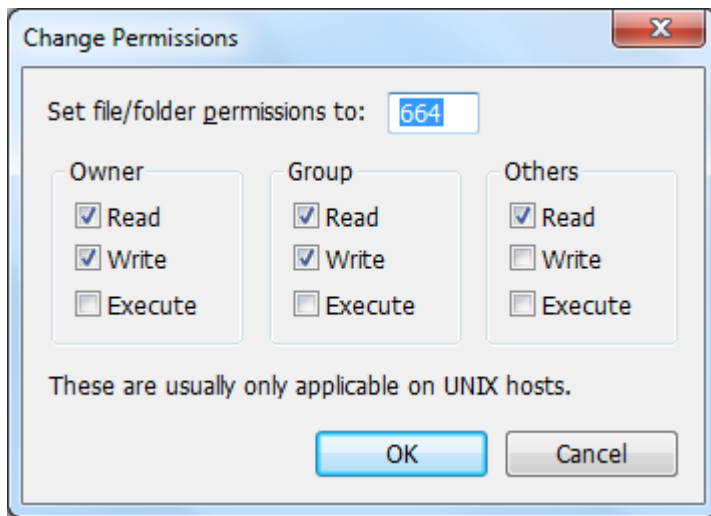 Change Permissions
Set file/folder permissions to: 664
Owner
Read
Write
Execute
Group
Read
Write
Execute
Others
Read
Write
Execute
These are usually only applicable on UNIX hosts.
OK
Cancel